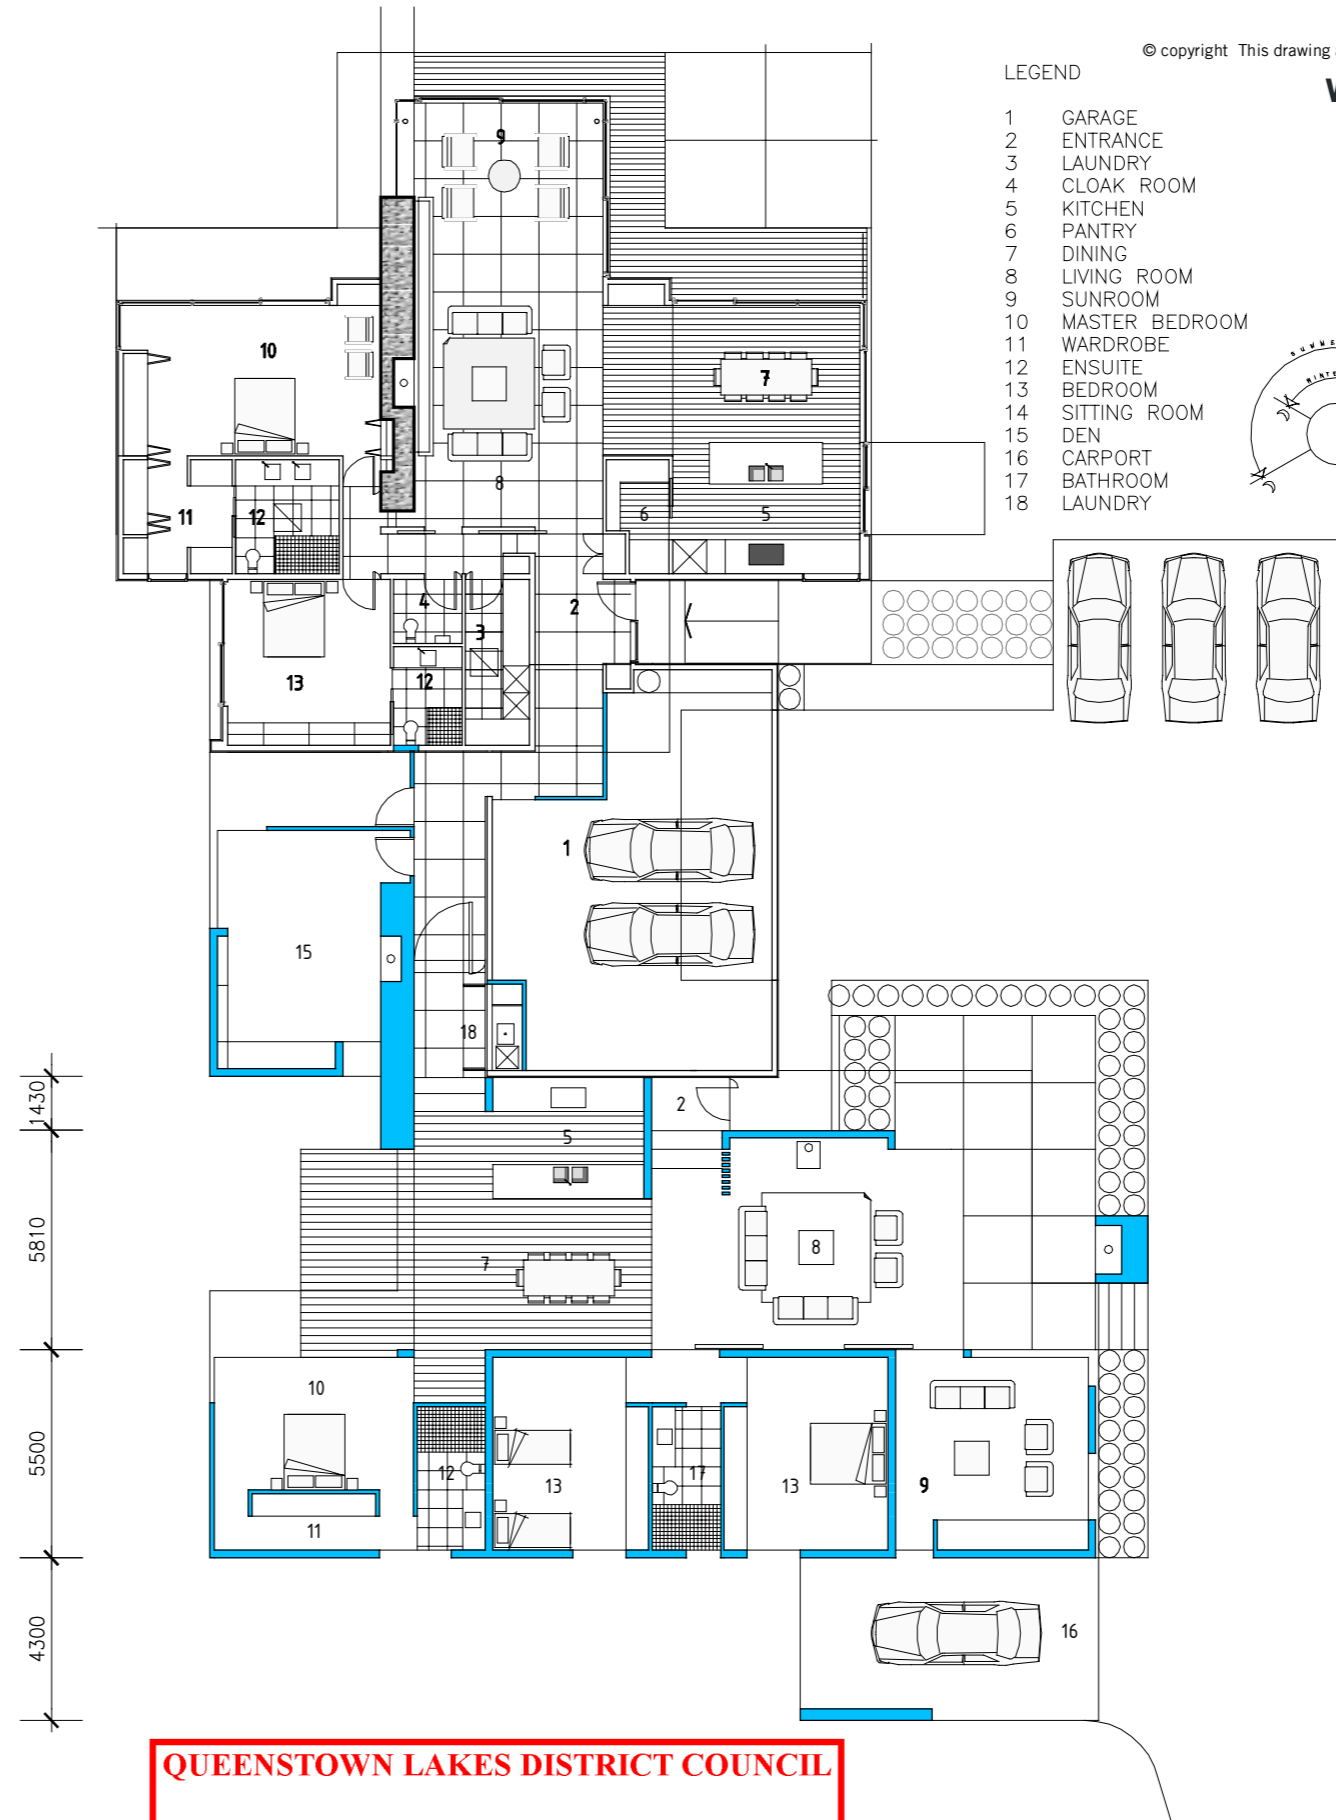 © copyright This drawing
LEGEND
1 GARAGE
2 ENTRANCE
3 LAUNDRY
4 CLOAK ROOM
5 KITCHEN
6 PANTRY
7 DINING
8 LIVING ROOM
9 SUNROOM
10 MASTER BEDROOM
11 WARDROBE
12 ENSUITE
13 BEDROOM
14 SITTING ROOM
15 DEN
16 CARPORT
17 BATHROOM
18 LAUNDRY
9
10
7
8
11
12
6
5
4
3
2
13
12
1
15
18
2
5
8
7
10
12
13
17
13
9
11
16
1430
5810
5500
4300
QUEENSTOWN LAKES DISTRICT COUNCIL